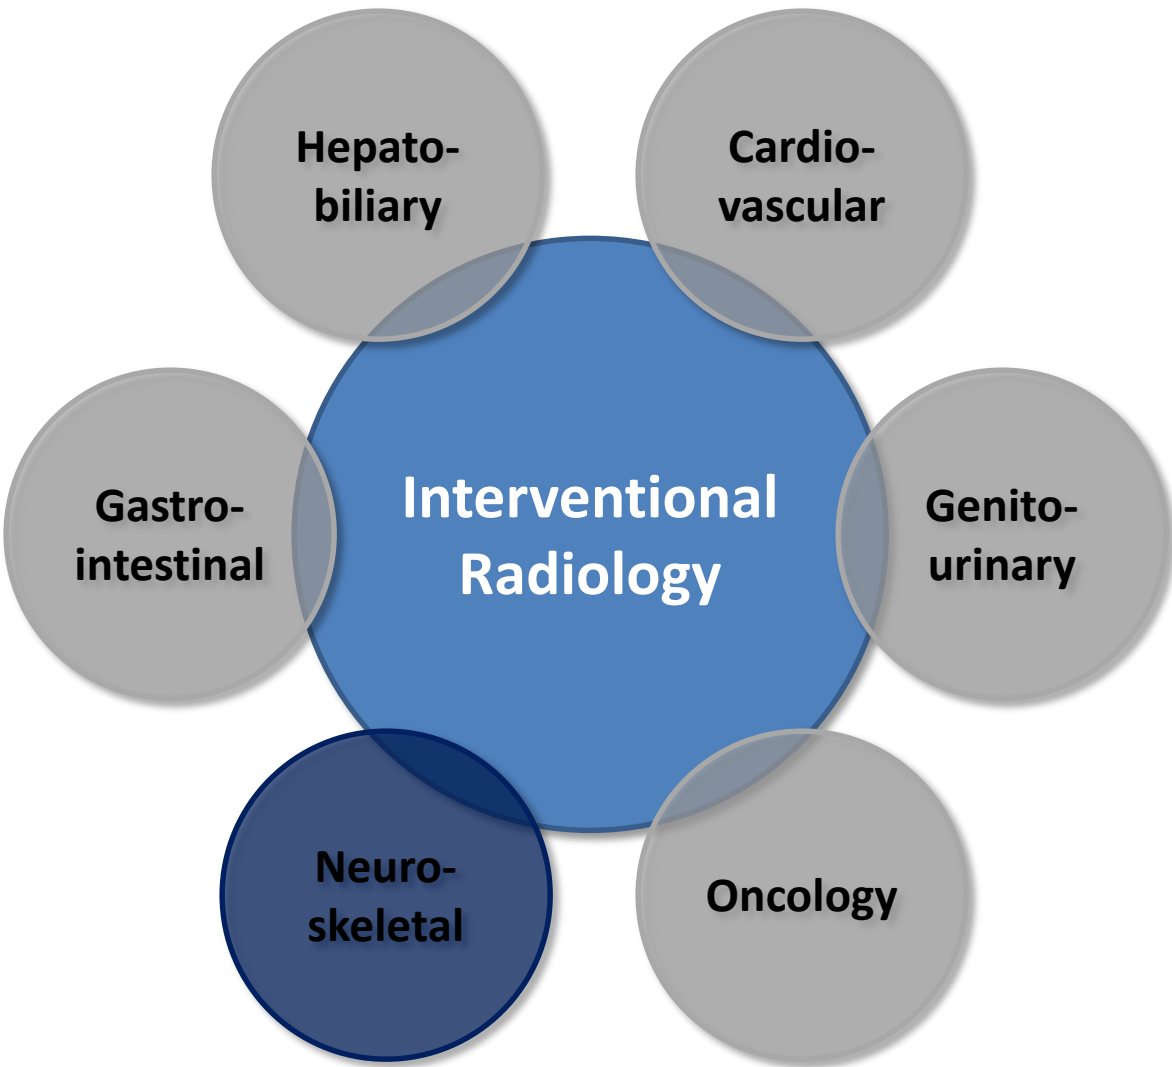 Hepato-
biliary
Cardio-
vascular
Gastro-
intestinal
Interventional
Radiology
Genito-
urinary
Neuro-
skeletal
Oncology